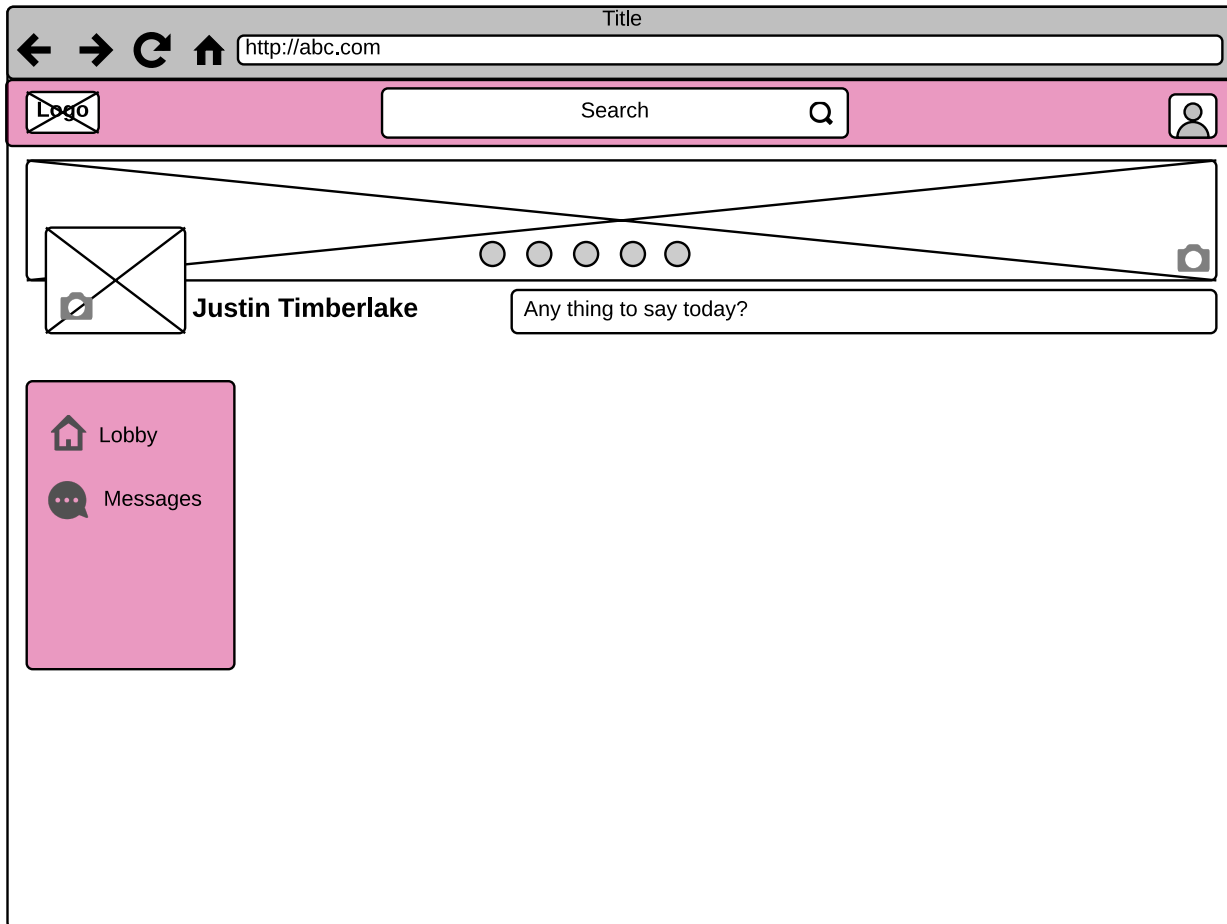 Title
http://abc.com
Logo
Search
Justin Timberlake
Any thing to say today?
Lobby
Messages